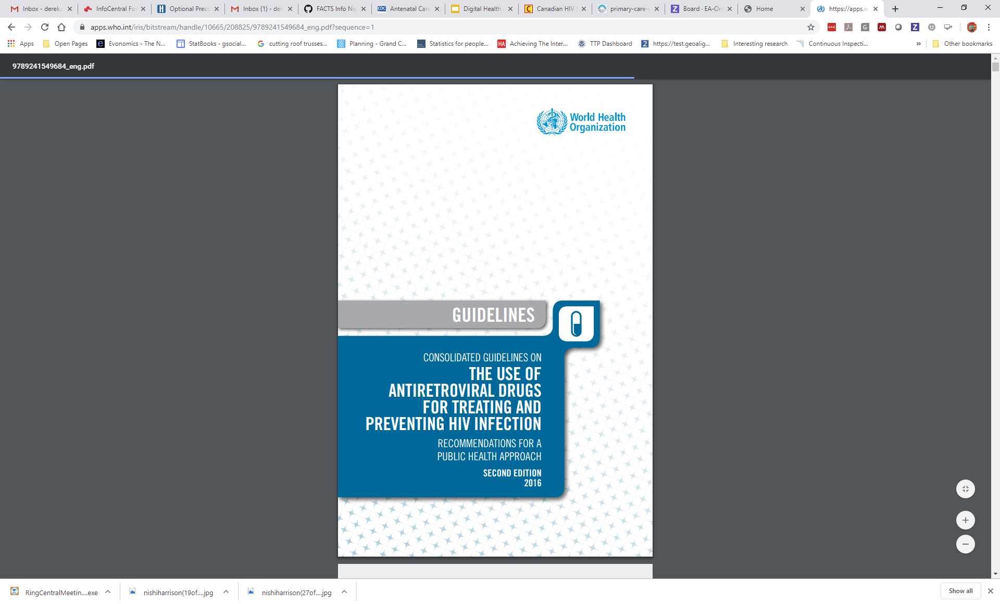 Inbox - derek.
InfoCentral Fo
Optional Prec
Inbox (1) - der
FACTS Info Nig
CDC
Antenatal Care
Digital Health
Canadian HIV
primary-care-g
Board · EA-Or
Home
https://apps.w
apps.who.int/iris/bitstream/handle/10665/208825/9789241549684_eng.pdf?sequence=1
Apps
Open Pages
Evonomics - The N...
StatBooks - gsocial...
cutting roof trusses...
Planning - Grand C...
Statistics for people...
HA
Achieving The Inter...
TTP Dashboard
https://test.geoalig...
Interesting research
Continuous Inspecti...
»
Other bookmarks
9789241549684_eng.pdf
World Health
Organization
GUIDELINES
CONSOLIDATED GUIDELINES ON
THE USE OF
ANTIRETROVIRAL DRUGS
FOR TREATING AND
PREVENTING HIV INFECTION
RECOMMENDATIONS FOR A
PUBLIC HEALTH APPROACH
SECOND EDITION
2016
RingCentralMeetin....exe
nishiharrison(19of....jpg
nishiharrison(27of....jpg
Show all